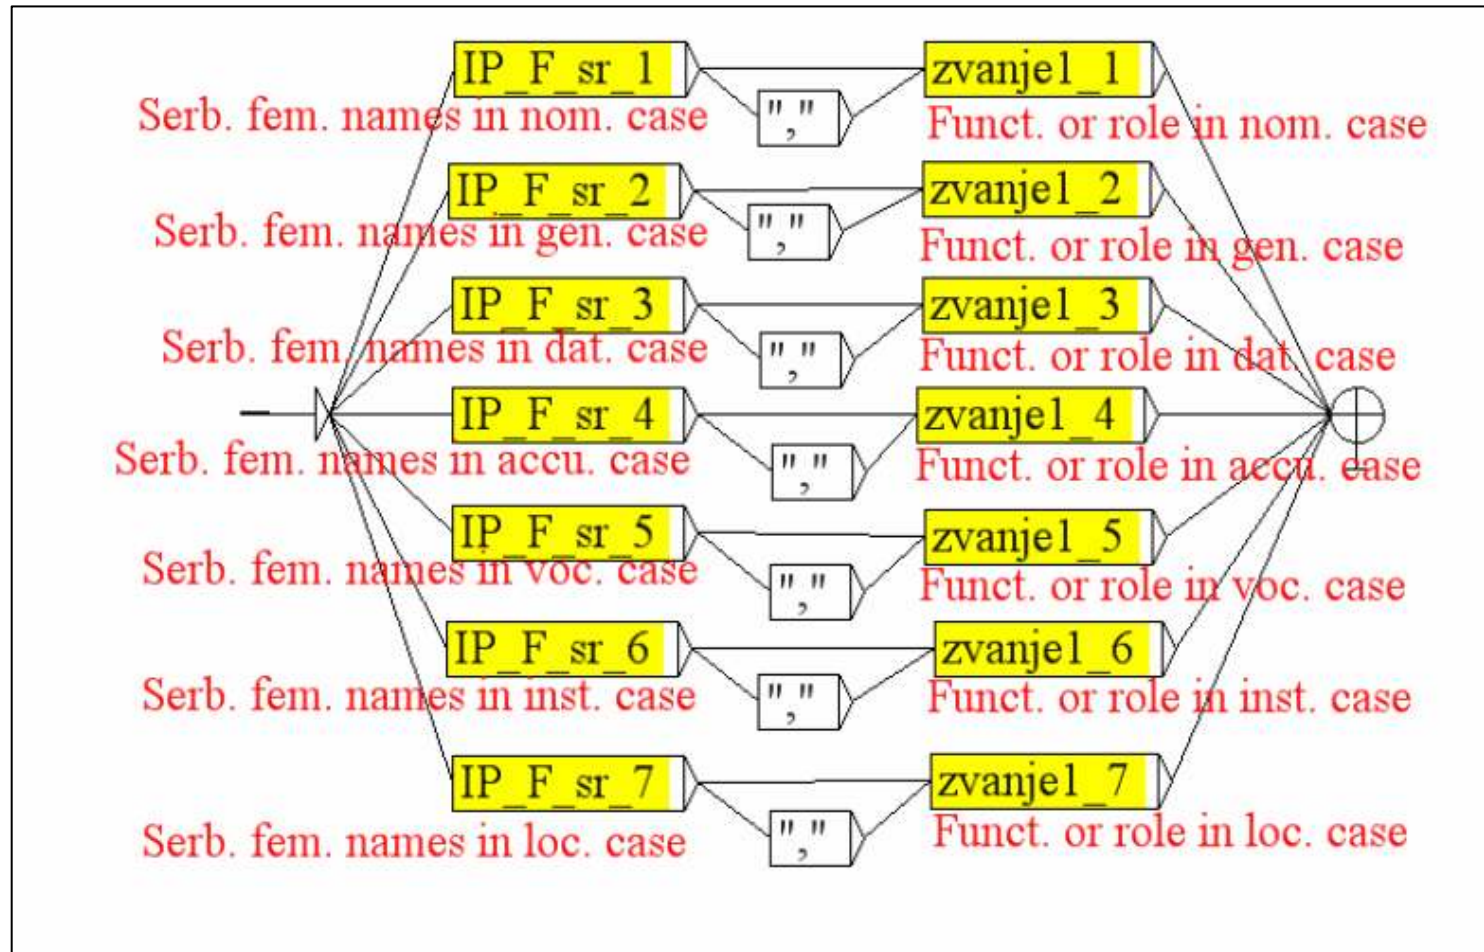 IP_F_sr_1 zvanje1_1
"," 
Serb. fem. names in nom. case Funct. or role in nom. case
IP_F_sr_2 zvanje1_2
","
Serb. fem. names in gen. case Funct. or role in gen. case
IP_F_sr_3 zvanje1_3
","
Serb. fem. names in dat. case Funct. or role in dat. case
IP_F_sr_4 zvanje1_4
","
Serb. fem. names in accu. case Funct. or role in accu. case
IP_F_sr_5 zvanje1_5
","
Serb. fem. names in voc. case Funct. or role in voc. case
IP_F_sr_6 zvanje1_6
","
Serb. fem. names in inst. case Funct. or role in inst. case
IP_F_sr_7 zvanje1_7
","
Serb. fem. names in loc. case Funct. or role in loc. case